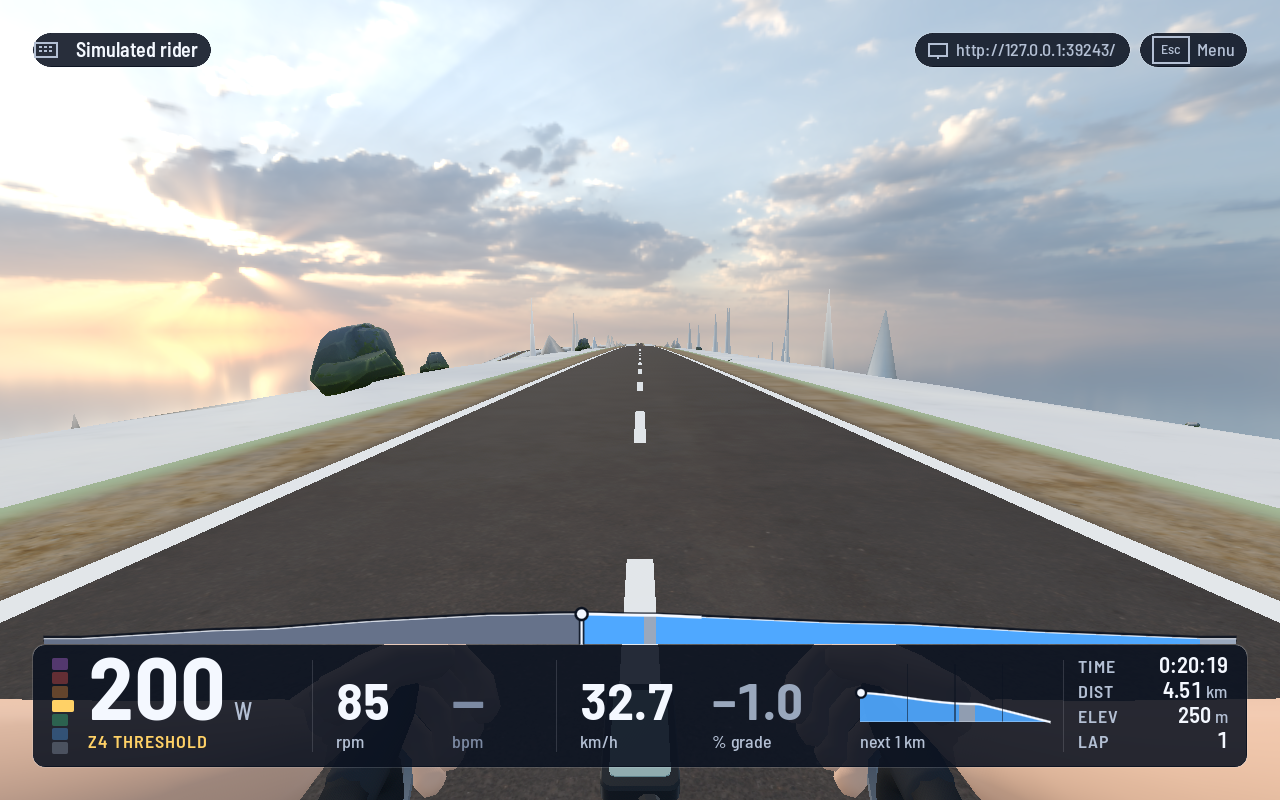 Simulated rider
http://127.0.0.1:39243/
Esc Menu
200 W
Z4 THRESHOLD
85 rpm
— bpm
32.7 km/h
−1.0 % grade
next 1 km
TIME 0:20:19
DIST 4.51 km
ELEV 250 m
LAP 1